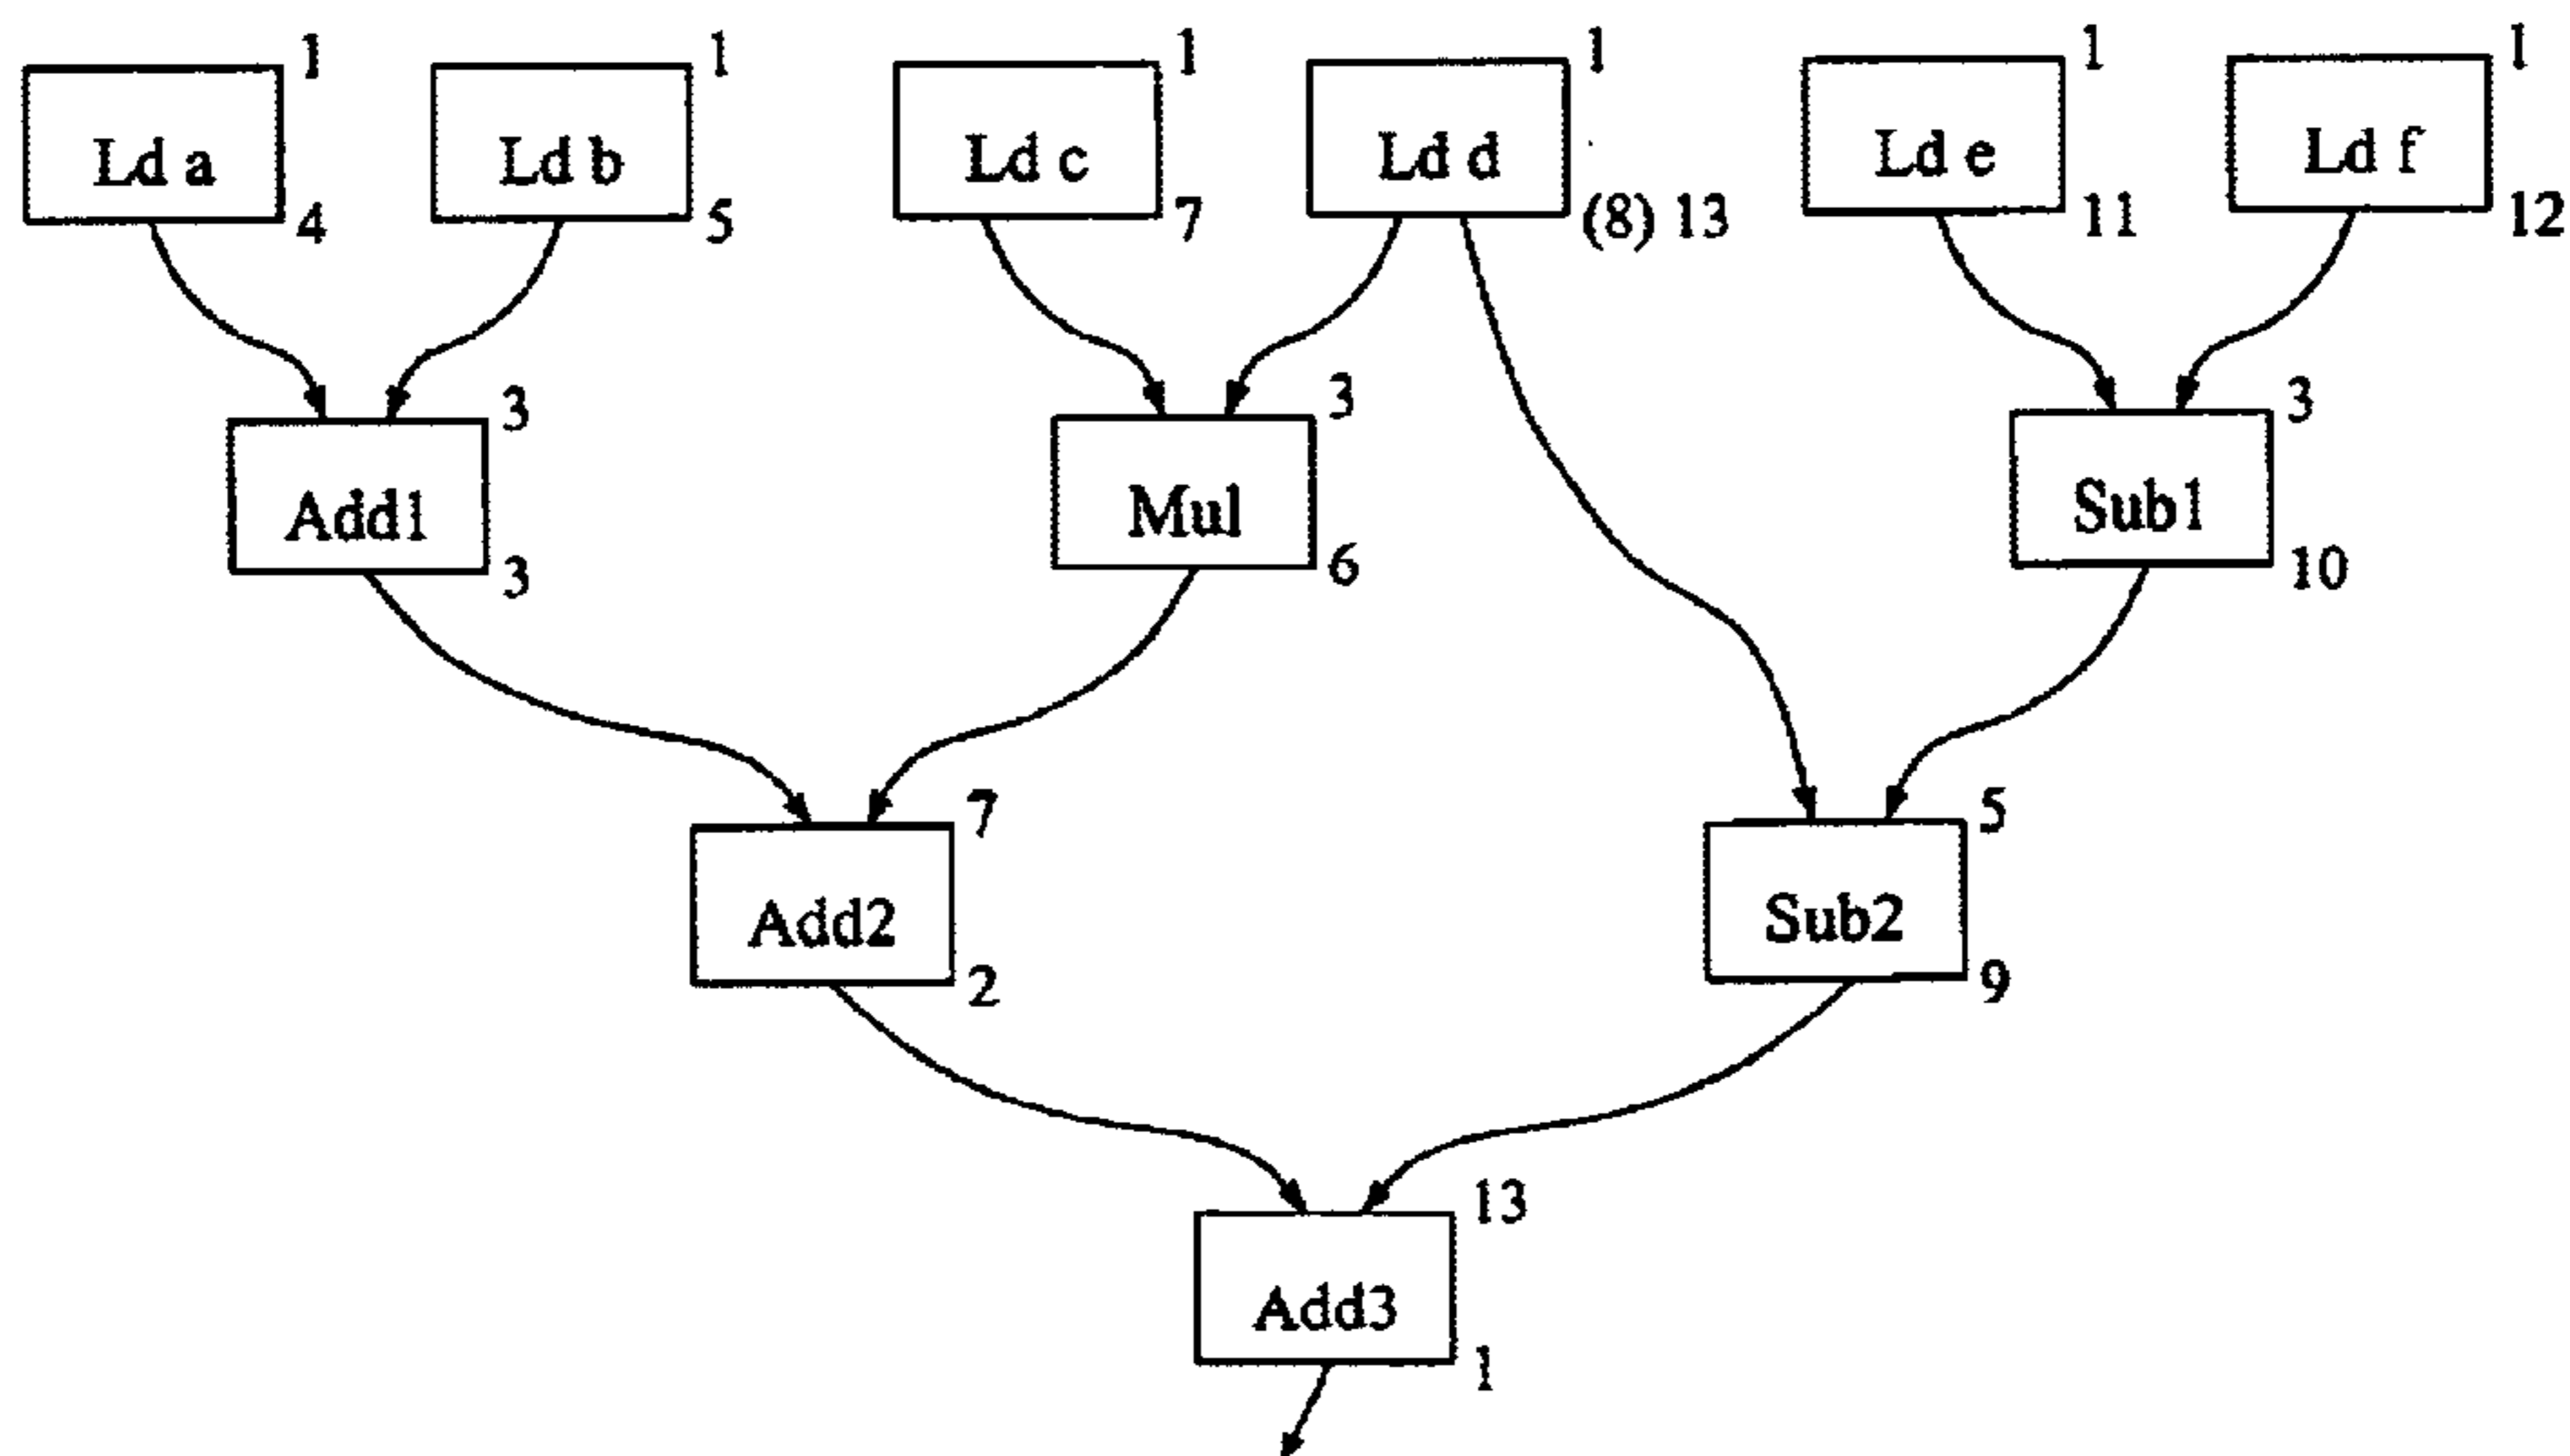 1 1 1 1 1 1
Ld a Ld b Ld c Ld d Ld e Ld f
4 5 7 (8) 13 11 12
3 3 3
Add1 Mul Sub1
3 6 10
7 5
Add2 Sub2
2 9
13
Add3
1